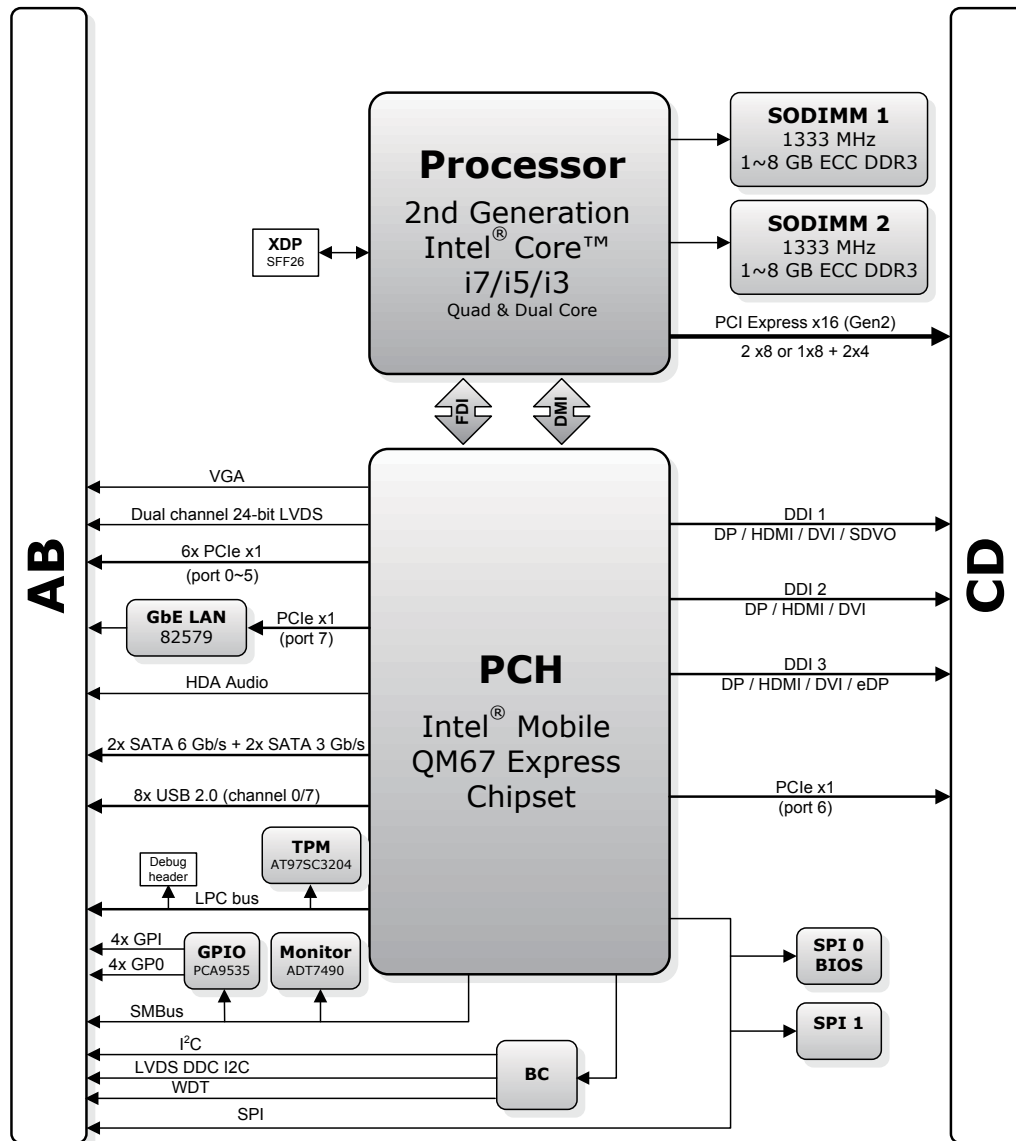 AB
CD
Processor
2nd Generation
Intel® Core™
i7/i5/i3
Quad & Dual Core
SODIMM 1
1333 MHz
1~8 GB ECC DDR3
SODIMM 2
1333 MHz
1~8 GB ECC DDR3
XDP
SFF26
PCI Express x16 (Gen2)
2 x8 or 1x8 + 2x4
FDI
DMI
PCH
Intel® Mobile
QM67 Express
Chipset
VGA
Dual channel 24-bit LVDS
6x PCIe x1
(port 0~5)
GbE LAN
82579
PCIe x1
(port 7)
HDA Audio
2x SATA 6 Gb/s + 2x SATA 3 Gb/s
8x USB 2.0 (channel 0/7)
TPM
AT97SC3204
Debug
header
LPC bus
4x GPI
4x GP0
GPIO
PCA9535
Monitor
ADT7490
SMBus
I²C
LVDS DDC I2C
WDT
SPI
BC
DDI 1
DP / HDMI / DVI / SDVO
DDI 2
DP / HDMI / DVI
DDI 3
DP / HDMI / DVI / eDP
PCIe x1
(port 6)
SPI 0
BIOS
SPI 1